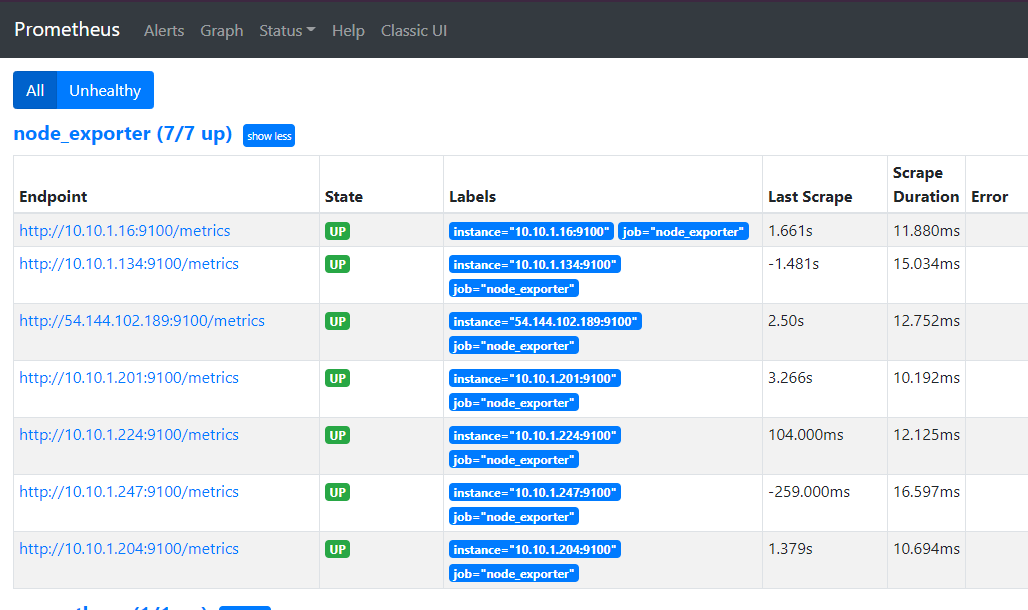 Prometheus Alerts Graph Status Help Classic UI
All Unhealthy
node_exporter (7/7 up) show less
Endpoint State Labels Last Scrape Scrape Duration Error
http://10.10.1.16:9100/metrics UP instance="10.10.1.16:9100" job="node_exporter" 1.661s 11.880ms
http://10.10.1.134:9100/metrics UP instance="10.10.1.134:9100" -1.481s 15.034ms
job="node_exporter"
http://54.144.102.189:9100/metrics UP instance="54.144.102.189:9100" 2.50s 12.752ms
job="node_exporter"
http://10.10.1.201:9100/metrics UP instance="10.10.1.201:9100" 3.266s 10.192ms
job="node_exporter"
http://10.10.1.224:9100/metrics UP instance="10.10.1.224:9100" 104.000ms 12.125ms
job="node_exporter"
http://10.10.1.247:9100/metrics UP instance="10.10.1.247:9100" -259.000ms 16.597ms
job="node_exporter"
http://10.10.1.204:9100/metrics UP instance="10.10.1.204:9100" 1.379s 10.694ms
job="node_exporter"